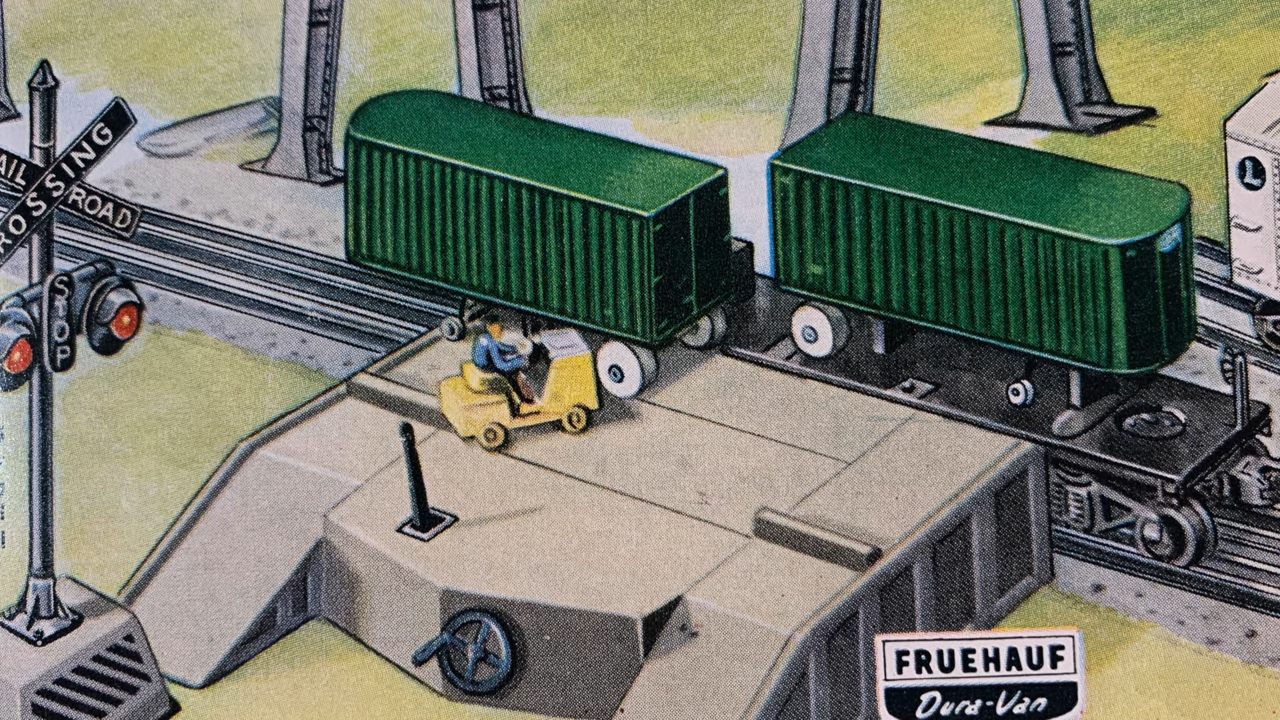 RAIL ROAD
CROSSING
STOP
L
FRUEHAUF
Dura-Van